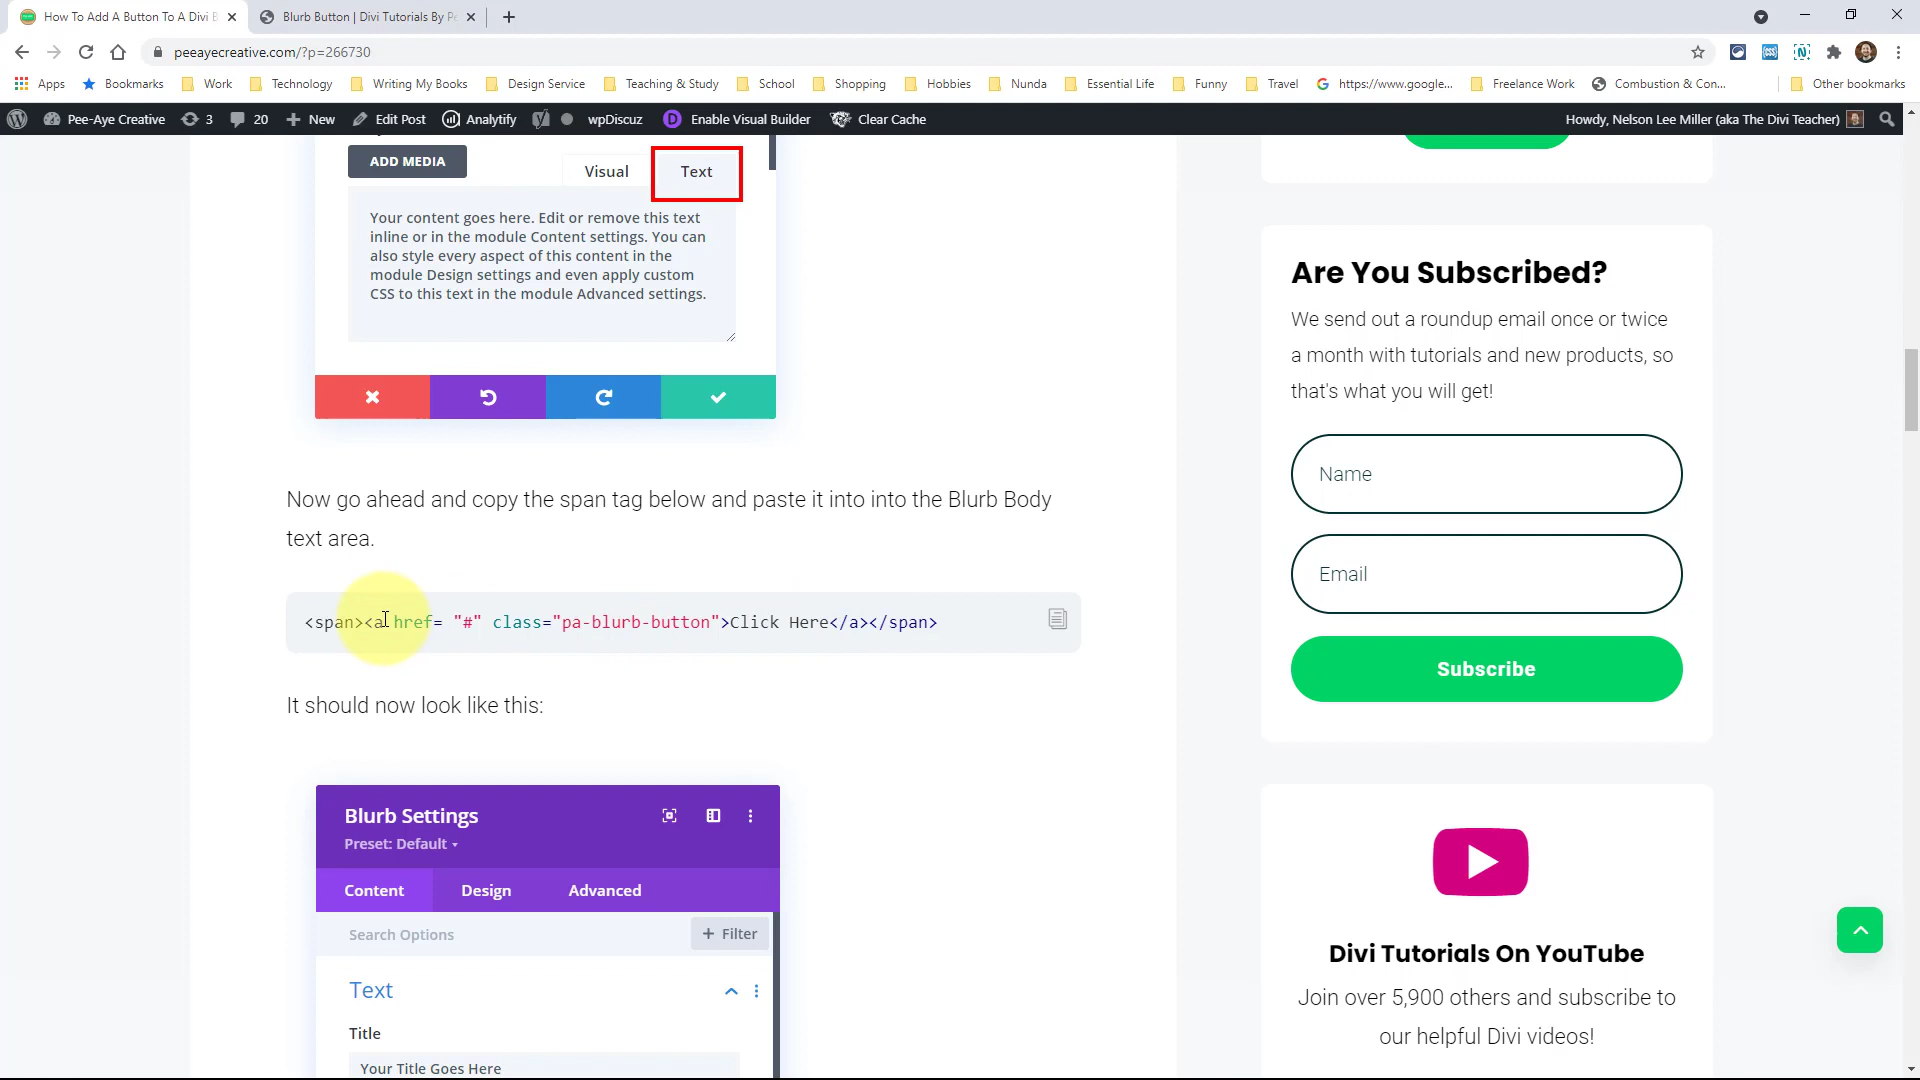 How To Add A Button To A Divi B
Blurb Button | Divi Tutorials By Pe
peeayecreative.com/?p=266730
Apps
Bookmarks
Work
Technology
Writing My Books
Design Service
Teaching & Study
School
Shopping
Hobbies
Nunda
Essential Life
Funny
Travel
https://www.google...
Freelance Work
Combustion & Con...
Other bookmarks
Pee-Aye Creative
3
20
New
Edit Post
Analytify
wpDiscuz
Enable Visual Builder
Clear Cache
Howdy, Nelson Lee Miller (aka The Divi Teacher)
ADD MEDIA
Visual
Text
Your content goes here. Edit or remove this text
inline or in the module Content settings. You can
also style every aspect of this content in the
module Design settings and even apply custom
CSS to this text in the module Advanced settings.
Now go ahead and copy the span tag below and paste it into into the Blurb Body
text area.
<span><a href= "#" class="pa-blurb-button">Click Here</a></span>
It should now look like this:
Blurb Settings
Preset: Default
Content
Design
Advanced
Search Options
+ Filter
Text
Title
Your Title Goes Here
Are You Subscribed?
We send out a roundup email once or twice
a month with tutorials and new products, so
that's what you will get!
Name
Email
Subscribe
Divi Tutorials On YouTube
Join over 5,900 others and subscribe to
our helpful Divi videos!